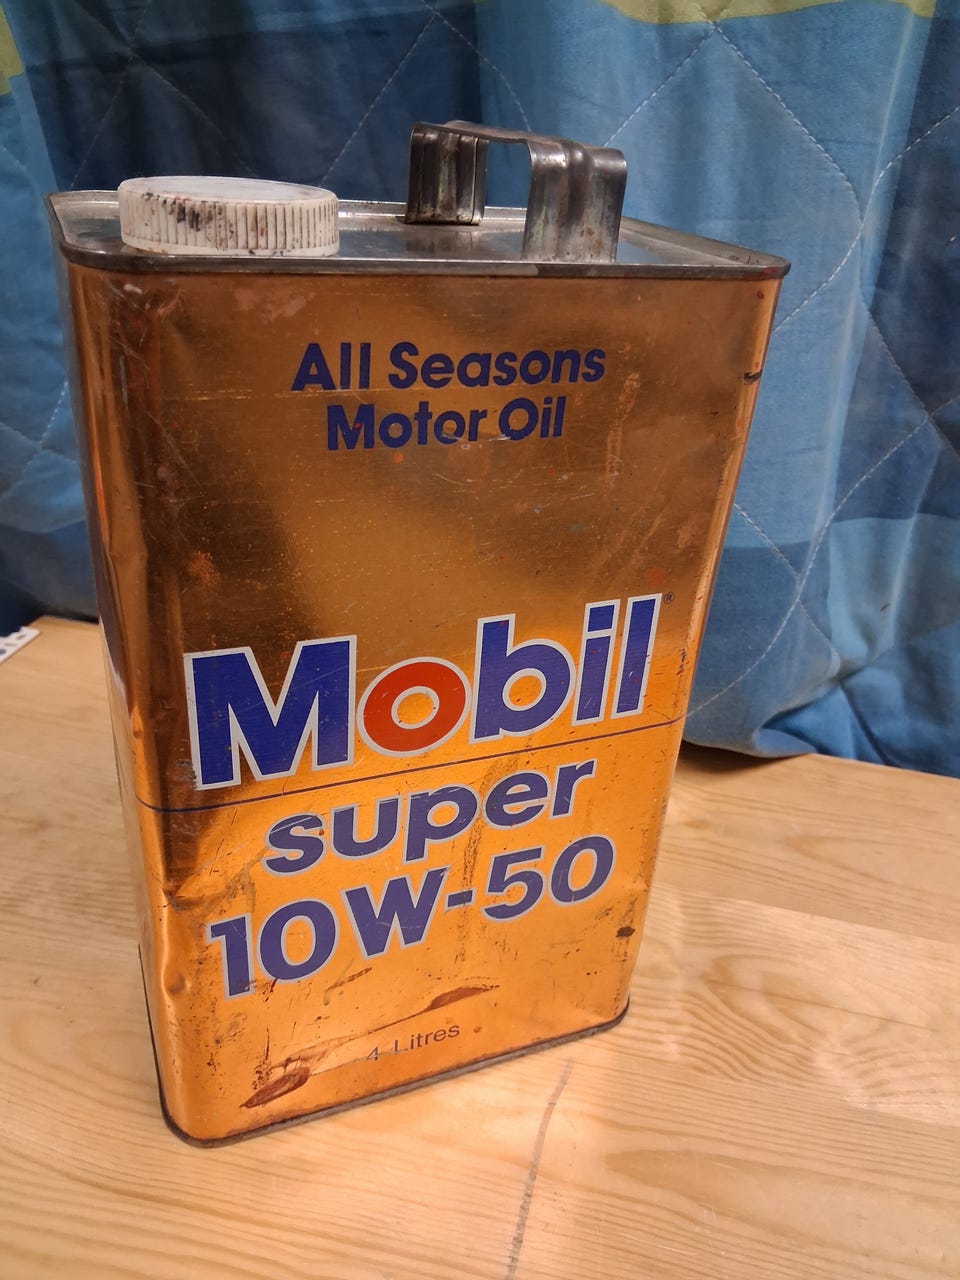 All Seasons
Motor Oil
Mobil®
super
10W-50
4 Litres